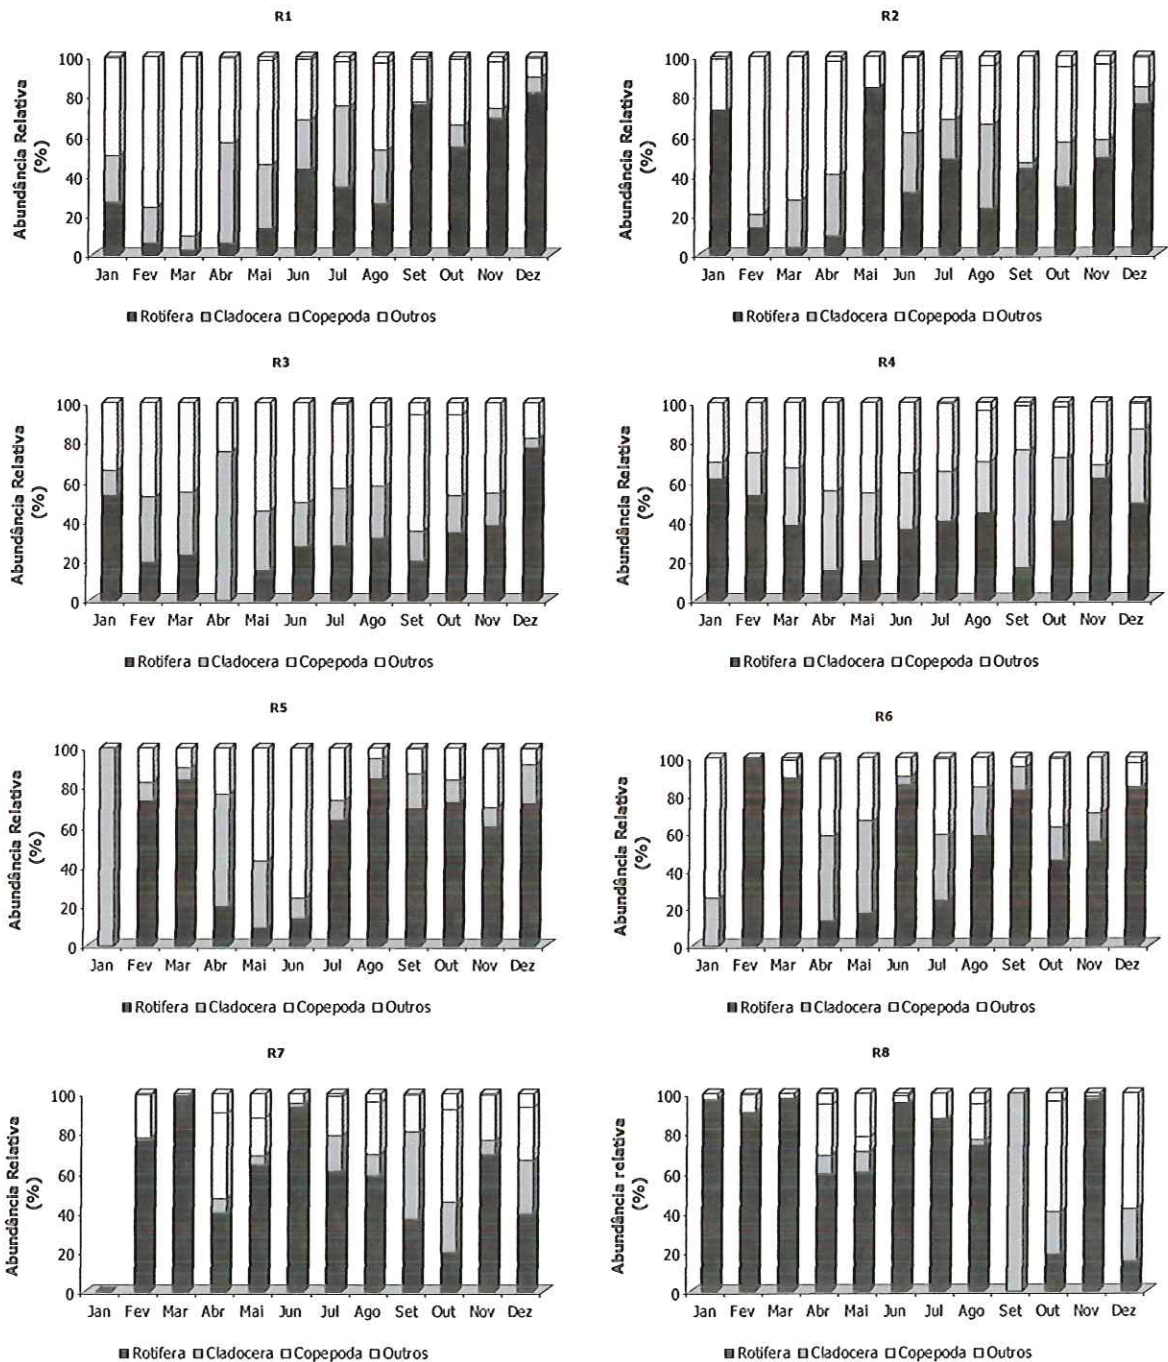 R1
Abundância Relativa
(%)
100
80
60
40
20
0
Jan Fev Mar Abr Mai Jun Jul Ago Set Out Nov Dez
Rotifera Cladocera Copepoda Outros
R2
Abundância Relativa
(%)
100
80
60
40
20
0
Jan Fev Mar Abr Mai Jun Jul Ago Set Out Nov Dez
Rotifera Cladocera Copepoda Outros
R3
Abundância Relativa
(%)
100
80
60
40
20
0
Jan Fev Mar Abr Mai Jun Jul Ago Set Out Nov Dez
Rotifera Cladocera Copepoda Outros
R4
Abundância Relativa
(%)
100
80
60
40
20
0
Jan Fev Mar Abr Mai Jun Jul Ago Set Out Nov Dez
Rotifera Cladocera Copepoda Outros
R5
Abundância Relativa
(%)
100
80
60
40
20
0
Jan Fev Mar Abr Mai Jun Jul Ago Set Out Nov Dez
Rotifera Cladocera Copepoda Outros
R6
Abundância Relativa
(%)
100
80
60
40
20
0
Jan Fev Mar Abr Mai Jun Jul Ago Set Out Nov Dez
Rotifera Cladocera Copepoda Outros
R7
Abundância Relativa
(%)
100
80
60
40
20
0
Jan Fev Mar Abr Mai Jun Jul Ago Set Out Nov Dez
Rotifera Cladocera Copepoda Outros
R8
Abundância relativa
(%)
100
80
60
40
20
0
Jan Fev Mar Abr Mai Jun Jul Ago Set Out Nov Dez
Rotifera Cladocera Copepoda Outros